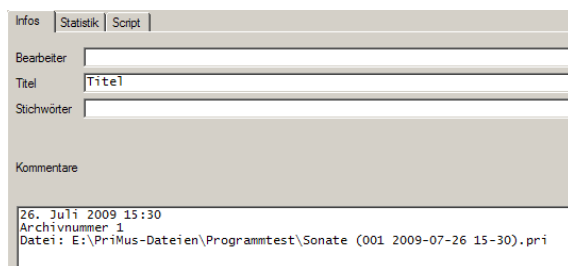 Infos Statistik Script
Bearbeiter
Titel Titel
Stichwörter
Kommentare
26. Juli 2009 15:30
Archivnummer 1
Datei: E:\PriMus-Dateien\Programmtest\Sonate (001 2009-07-26 15-30).pri